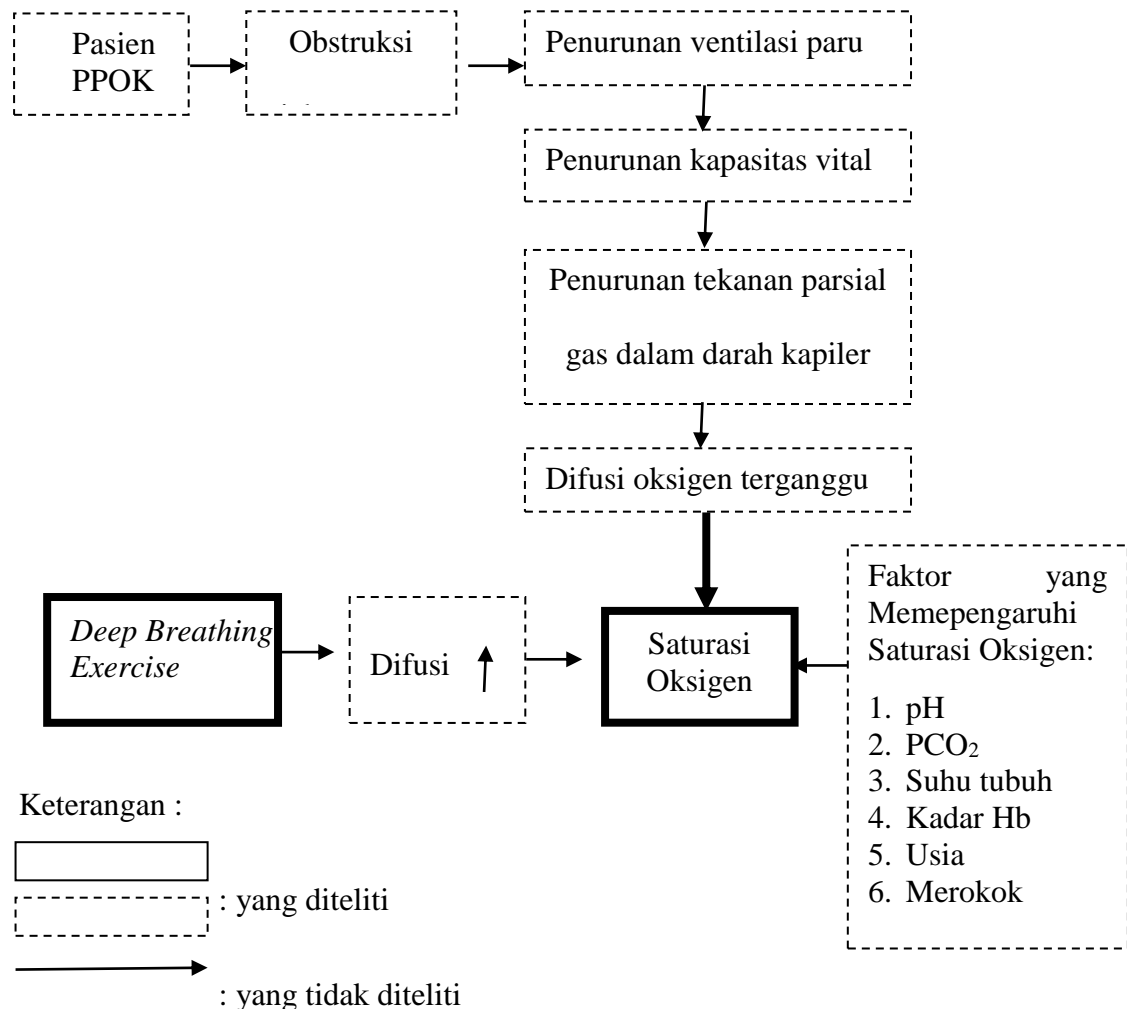 Pasien
PPOK
Obstruksi
Penurunan ventilasi paru
Penurunan kapasitas vital
Penurunan tekanan parsial
gas dalam darah kapiler
Difusi oksigen terganggu
Deep Breathing
Exercise
Difusi
Saturasi
Oksigen
Faktor yang
Memepengaruhi
Saturasi Oksigen:
1. pH
2. PCO₂
3. Suhu tubuh
4. Kadar Hb
5. Usia
6. Merokok
Keterangan :
: yang diteliti
: yang tidak diteliti